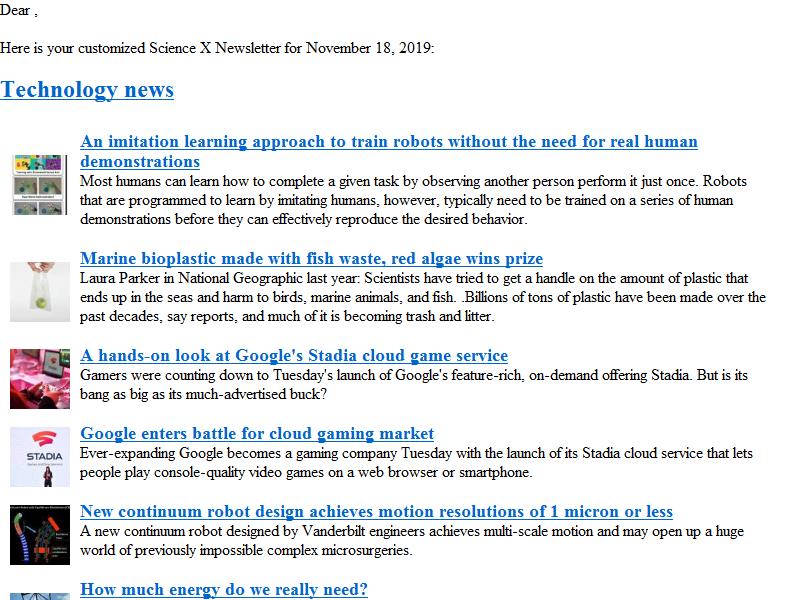 Dear ,
Here is your customized Science X Newsletter for November 18, 2019:
Technology news
An imitation learning approach to train robots without the need for real human
demonstrations
Most humans can learn how to complete a given task by observing another person perform it just once. Robots
that are programmed to learn by imitating humans, however, typically need to be trained on a series of human
demonstrations before they can effectively reproduce the desired behavior.
Marine bioplastic made with fish waste, red algae wins prize
Laura Parker in National Geographic last year: Scientists have tried to get a handle on the amount of plastic that
ends up in the seas and harm to birds, marine animals, and fish. .Billions of tons of plastic have been made over the
past decades, say reports, and much of it is becoming trash and litter.
A hands-on look at Google's Stadia cloud game service
Gamers were counting down to Tuesday's launch of Google's feature-rich, on-demand offering Stadia. But is its
bang as big as its much-advertised buck?
Google enters battle for cloud gaming market
STADIA
Ever-expanding Google becomes a gaming company Tuesday with the launch of its Stadia cloud service that lets
people play console-quality video games on a web browser or smartphone.
New continuum robot design achieves motion resolutions of 1 micron or less
A new continuum robot designed by Vanderbilt engineers achieves multi-scale motion and may open up a huge
world of previously impossible complex microsurgeries.
How much energy do we really need?